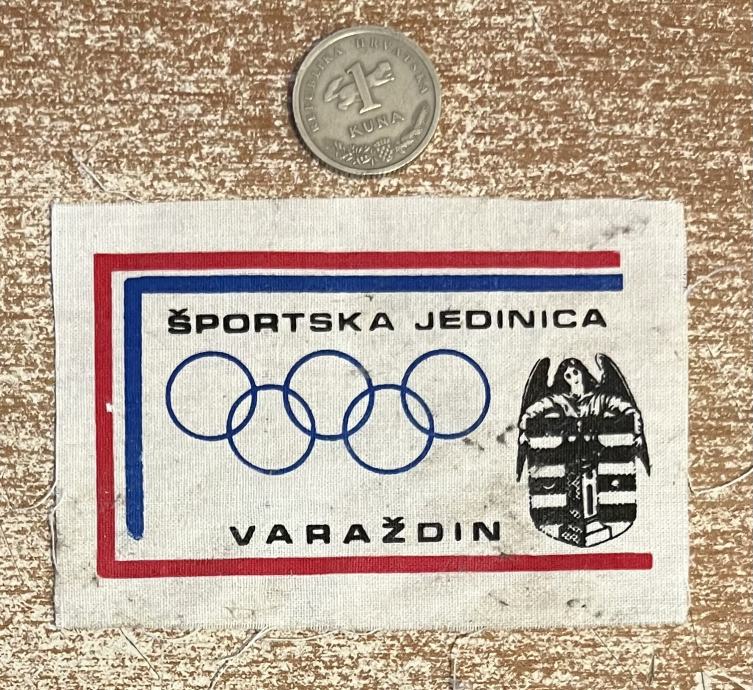 REPUBLIKA HRVATSKA
1
KUNA
ŠPORTSKA JEDINICA
VARAŽDIN